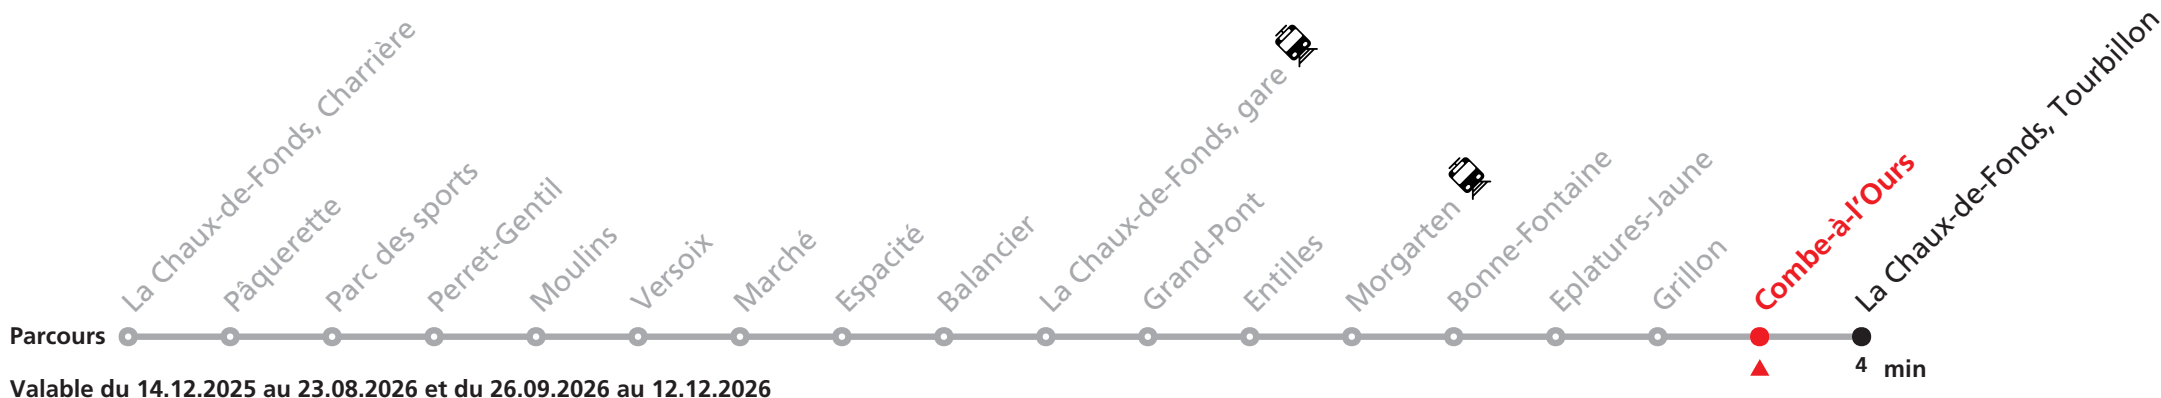 La Chaux-de-Fonds, Charrière
Pâquerette
Parc des sports
Perret-Gentil
Moulins
Versoix
Marché
Espacité
Balancier
La Chaux-de-Fonds, gare
Grand-Pont
Entilles
Morgarten
Bonne-Fontaine
Eplatures-Jaune
Grillon
Combe-à-l'Ours
La Chaux-de-Fonds, Tourbillon
Parcours
4 min
Valable du 14.12.2025 au 23.08.2026 et du 26.09.2026 au 12.12.2026